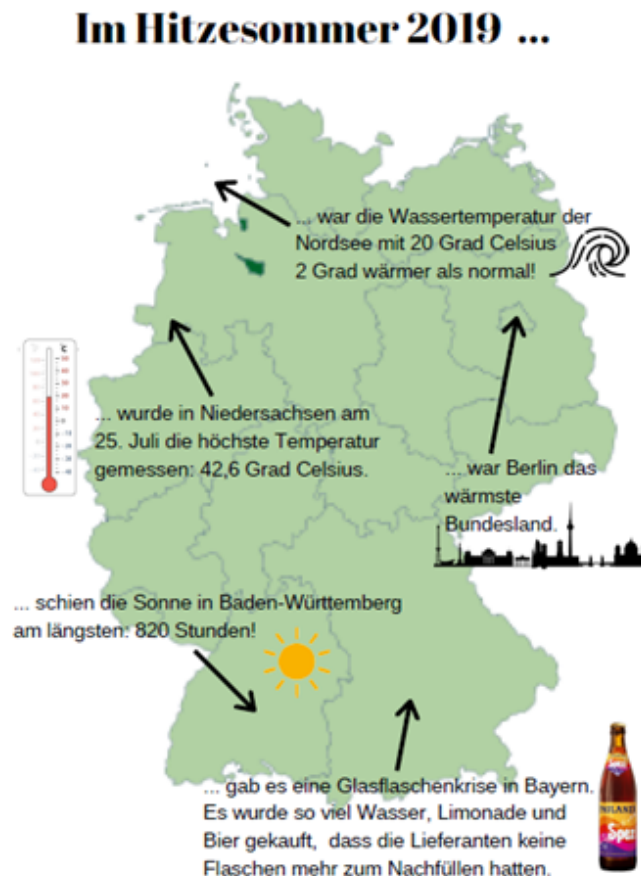 Im Hitzesommer 2019 ...
... war die Wassertemperatur der
Nordsee mit 20 Grad Celsius
2 Grad wärmer als normal!
... wurde in Niedersachsen am
25. Juli die höchste Temperatur
gemessen: 42,6 Grad Celsius.
... war Berlin das
wärmste
Bundesland.
... schien die Sonne in Baden-Württemberg
am längsten: 820 Stunden!
... gab es eine Glasflaschenkrise in Bayern.
Es wurde so viel Wasser, Limonade und
Bier gekauft, dass die Lieferanten keine
Flaschen mehr zum Nachfüllen hatten.
Spezi